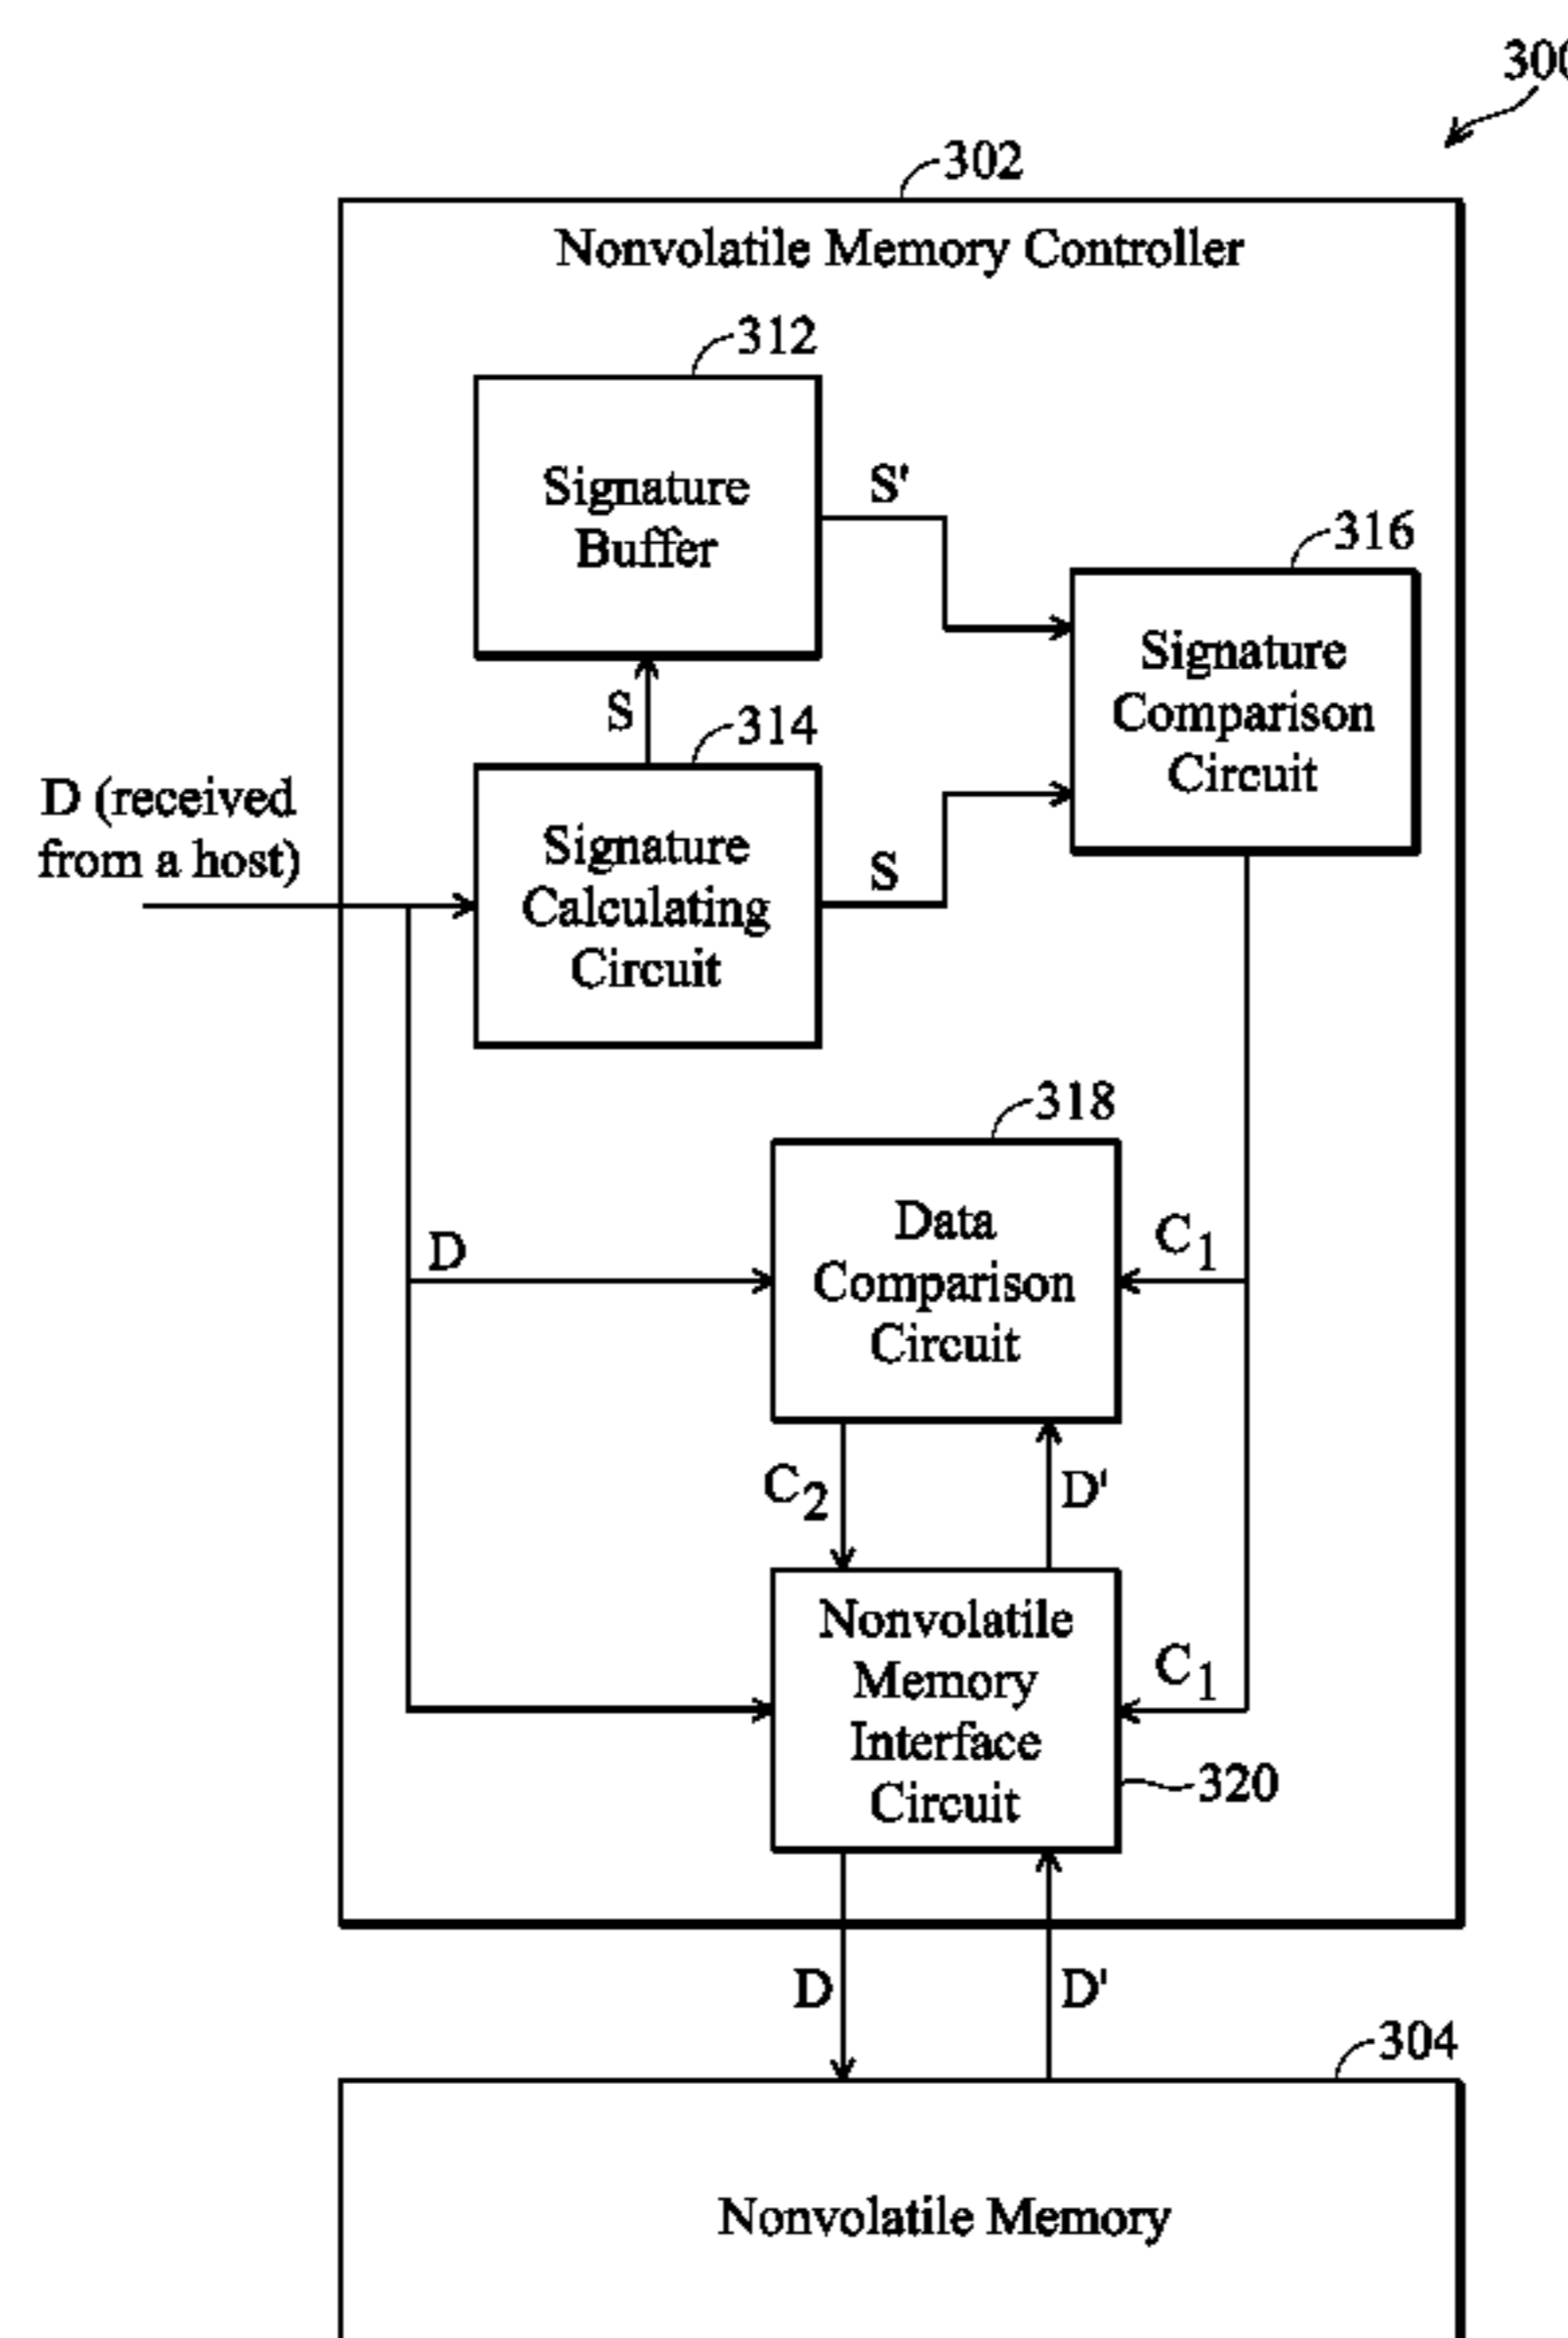 300
302
Nonvolatile Memory Controller
312
Signature
Buffer
S'
316
Signature
Comparison
Circuit
S
314
D (received
from a host)
Signature
Calculating
Circuit
S
318
Data
Comparison
Circuit
D
C1
C2
D'
Nonvolatile
Memory
Interface
Circuit
C1
320
D
D'
304
Nonvolatile Memory